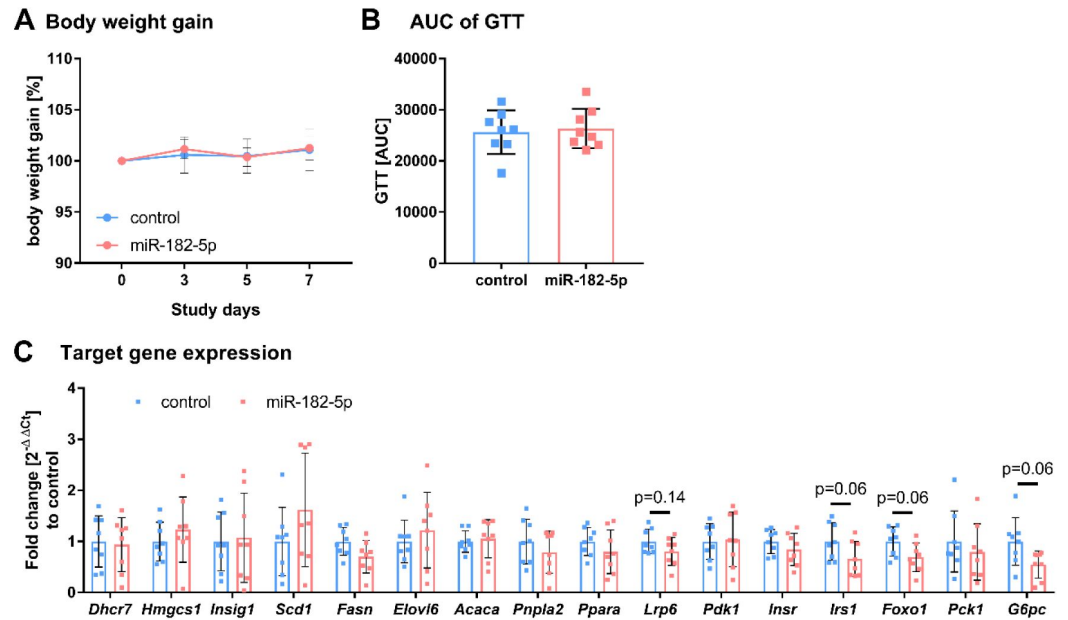 A Body weight gain
110
105
100
95
90
body weight gain [%]
control
miR-182-5p
0 3 5 7
Study days
B AUC of GTT
40000
30000
20000
10000
0
GTT [AUC]
control miR-182-5p
C Target gene expression
control miR-182-5p
4
3
2
1
0
Fold change [2-Δ ΔCt]
to control
p=0.14
p=0.06
p=0.06
p=0.06
Dhcr7 Hmgcs1 Insig1 Scd1 Fasn Elovl6 Acaca Pnpla2 Ppara Lrp6 Pdk1 Insr Irs1 Foxo1 Pck1 G6pc